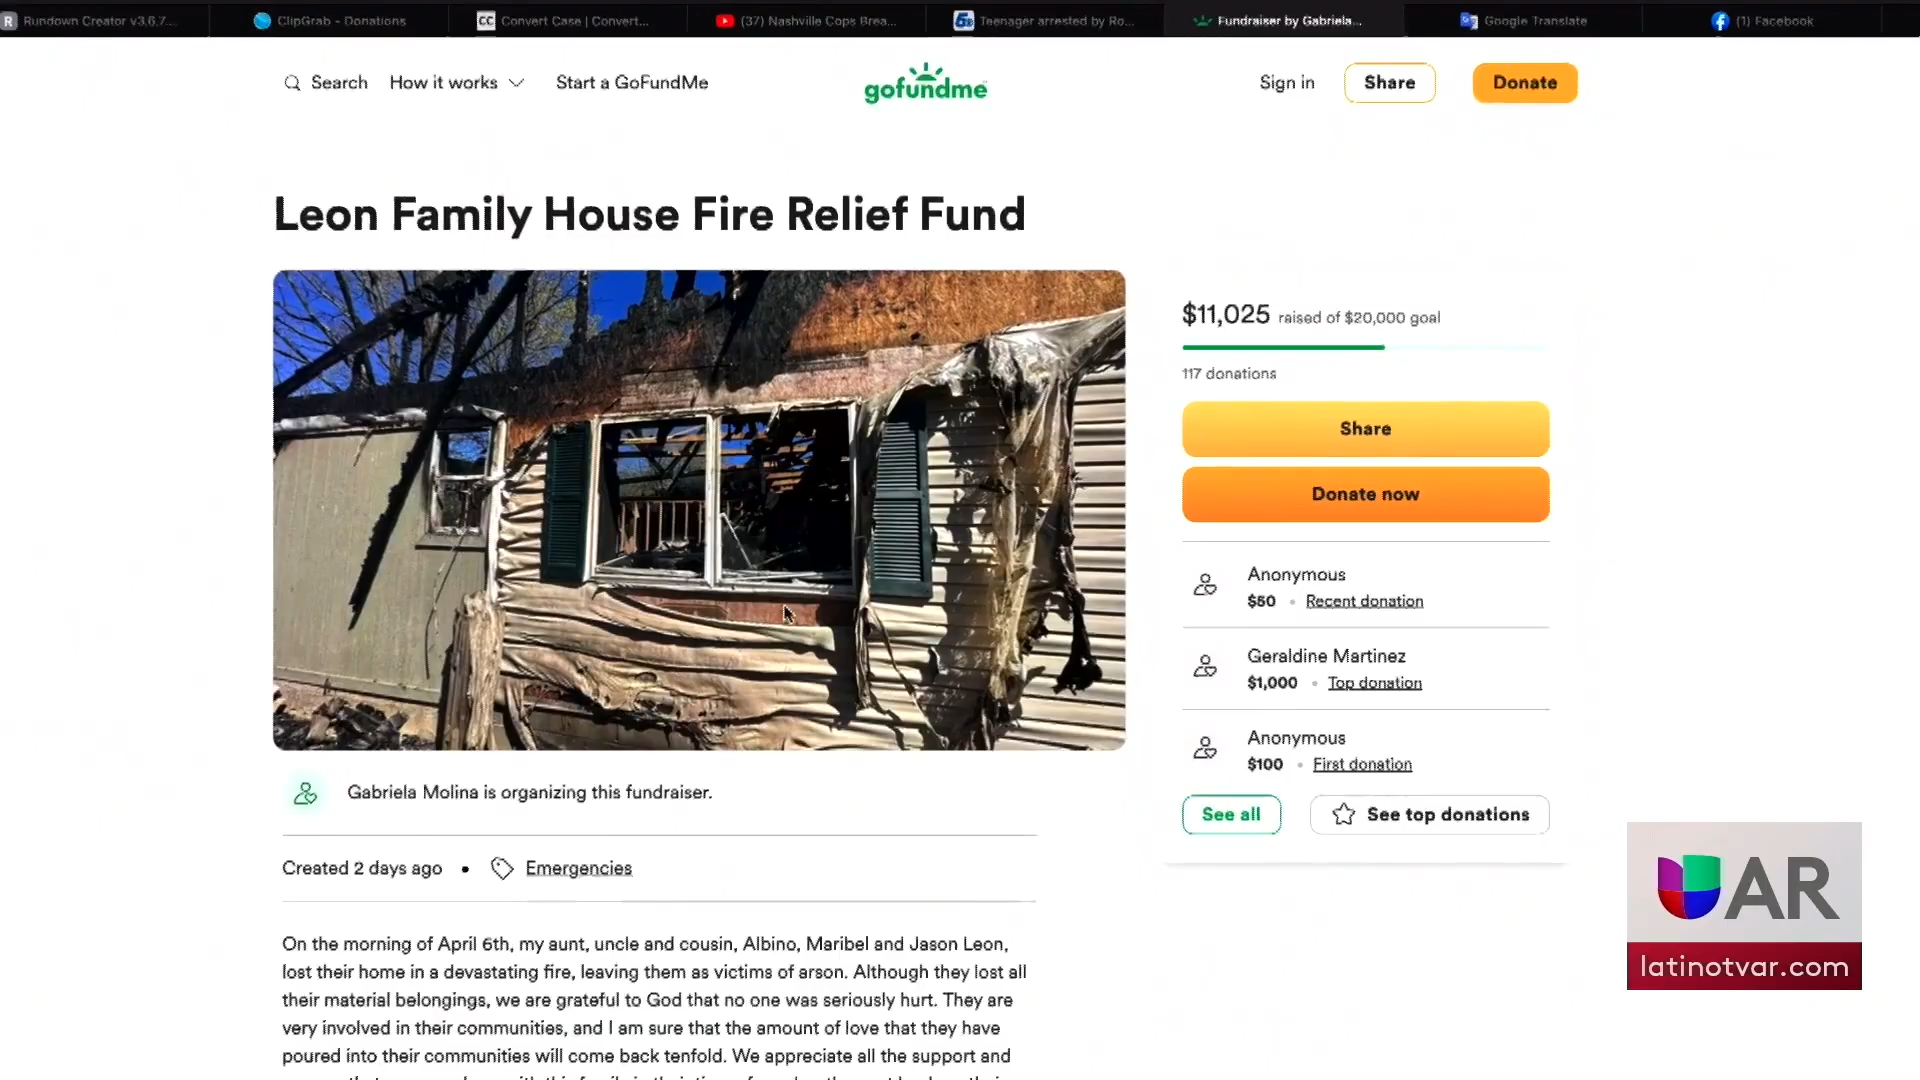 Rundown Creator v3.6.7....
ClipGrab - Donations
Convert Case | Convert...
(37) Nashville Cops Brea...
Teenager arrested by Ro...
Fundraiser by Gabriela...
Google Translate
(1) Facebook
Search
How it works
Start a GoFundMe
gofundme
Sign in
Share
Donate
Leon Family House Fire Relief Fund
$11,025 raised of $20,000 goal
117 donations
Share
Donate now
Anonymous
$50 • Recent donation
Geraldine Martinez
$1,000 • Top donation
Anonymous
$100 • First donation
See all
See top donations
Gabriela Molina is organizing this fundraiser.
Created 2 days ago • Emergencies
On the morning of April 6th, my aunt, uncle and cousin, Albino, Maribel and Jason Leon,
lost their home in a devastating fire, leaving them as victims of arson. Although they lost all
their material belongings, we are grateful to God that no one was seriously hurt. They are
very involved in their communities, and I am sure that the amount of love that they have
poured into their communities will come back tenfold. We appreciate all the support and
AR
latinotvar.com